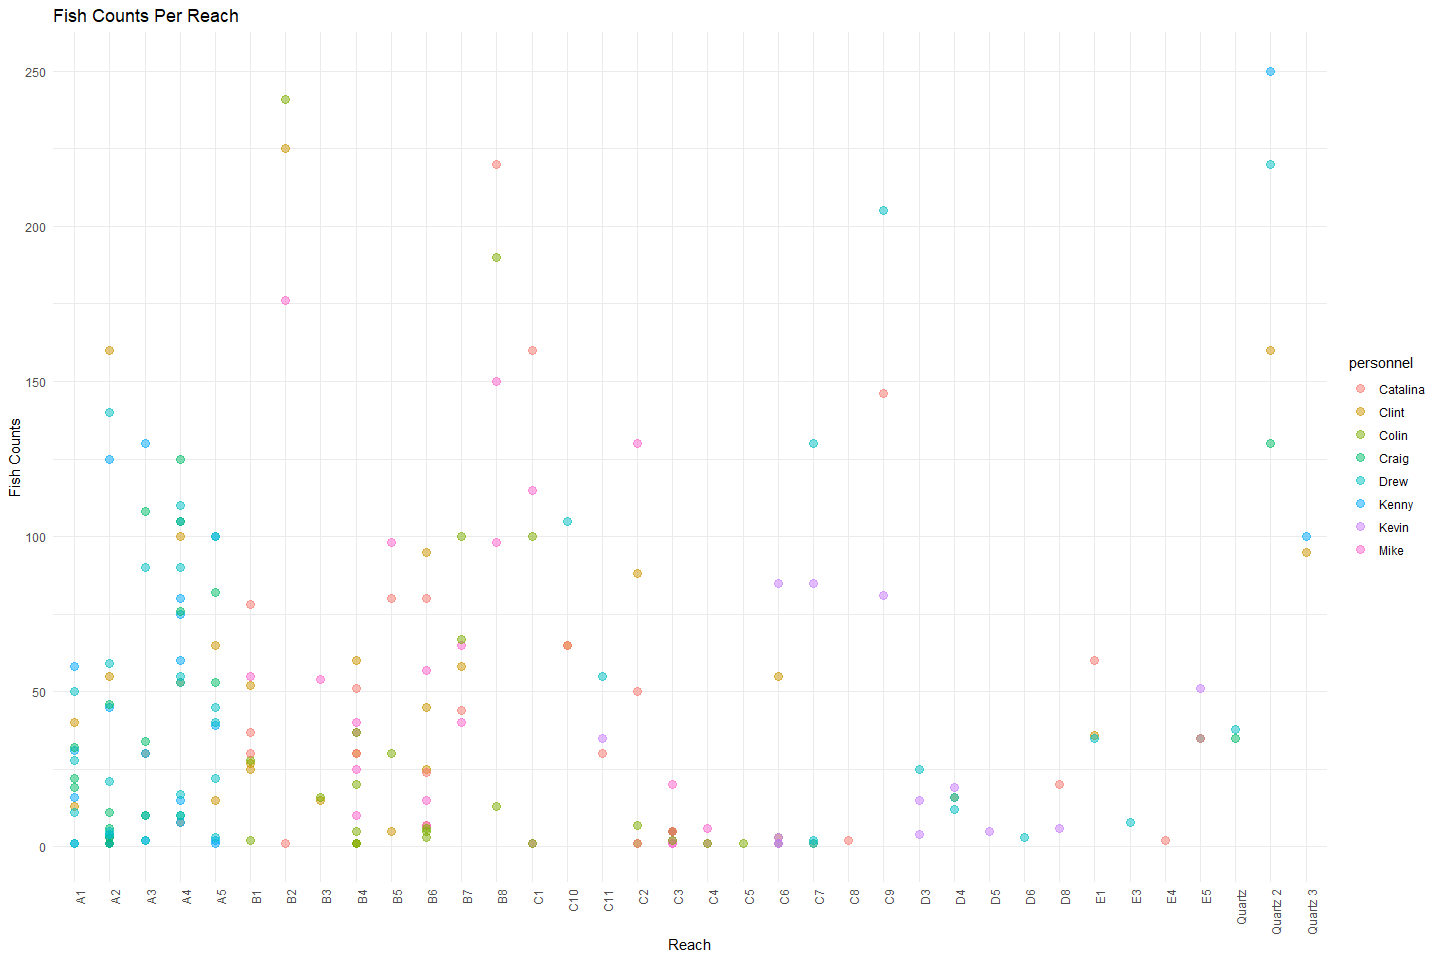 Fish Counts Per Reach
250
200
150
100
50
0
Fish Counts
A1
A2
A3
A4
A5
B1
B2
B3
B4
B5
B6
B7
B8
C1
C10
C11
C2
C3
C4
C5
C6
C7
C8
C9
D3
D4
D5
D6
D8
E1
E3
E4
E5
Quartz
Quartz 2
Quartz 3
Reach
personnel
Catalina
Clint
Colin
Craig
Drew
Kenny
Kevin
Mike